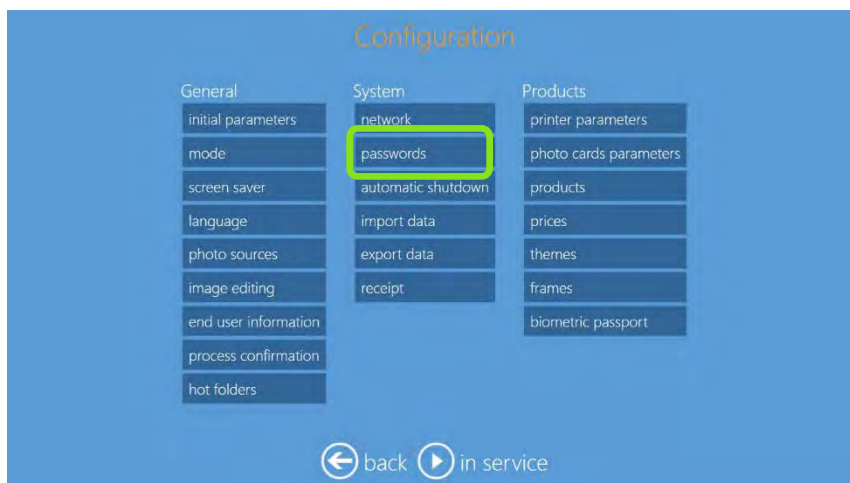 Configuration
General
initial parameters
mode
screen saver
language
photo sources
image editing
end user information
process confirmation
hot folders
System
network
passwords
automatic shutdown
import data
export data
receipt
Products
printer parameters
photo cards parameters
products
prices
themes
frames
biometric passport
back in service